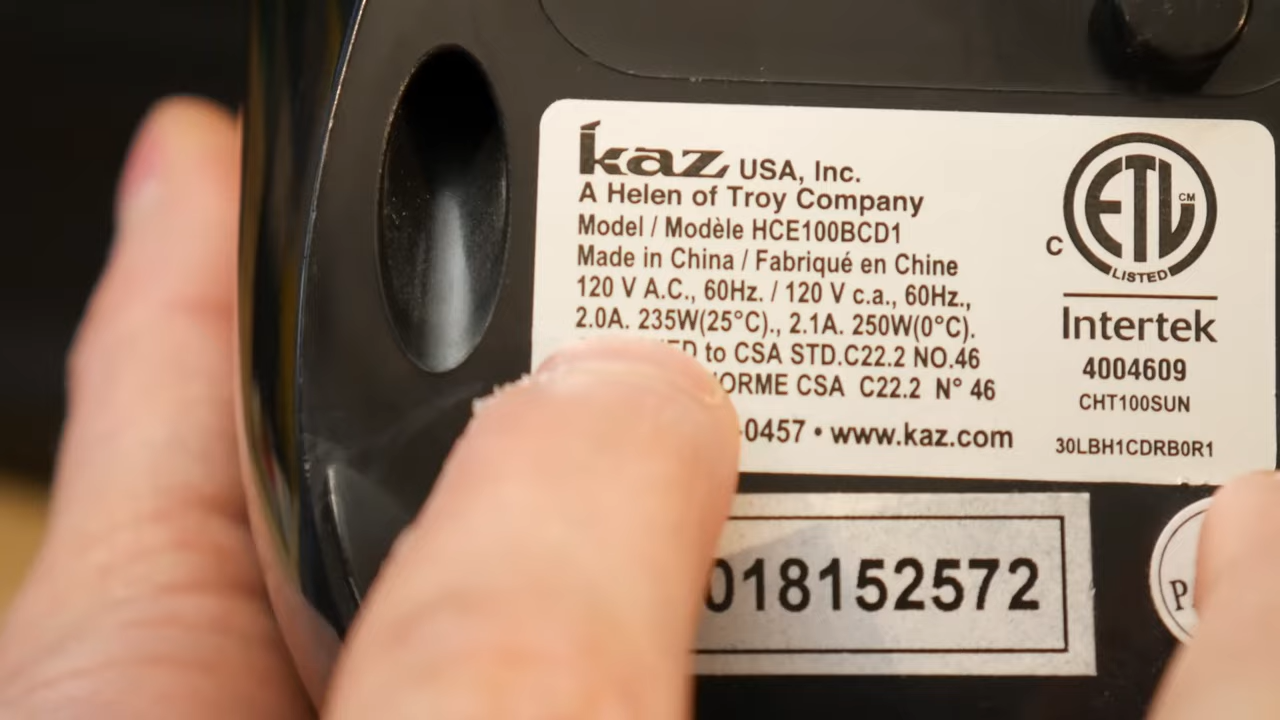 kaz USA, Inc.
A Helen of Troy Company
Model / Modèle HCE100BCD1
Made in China / Fabriqué en Chine
120 V A.C., 60Hz. / 120 V c.a., 60Hz.,
2.0A. 235W(25°C)., 2.1A. 250W(0°C).
to CSA STD.C22.2 NO.46
CSA C22.2 N° 46
-0457 • www.kaz.com
ETL CM
C
LISTED
Intertek
4004609
CHT100SUN
30LBH1CDRB0R1
018152572
P